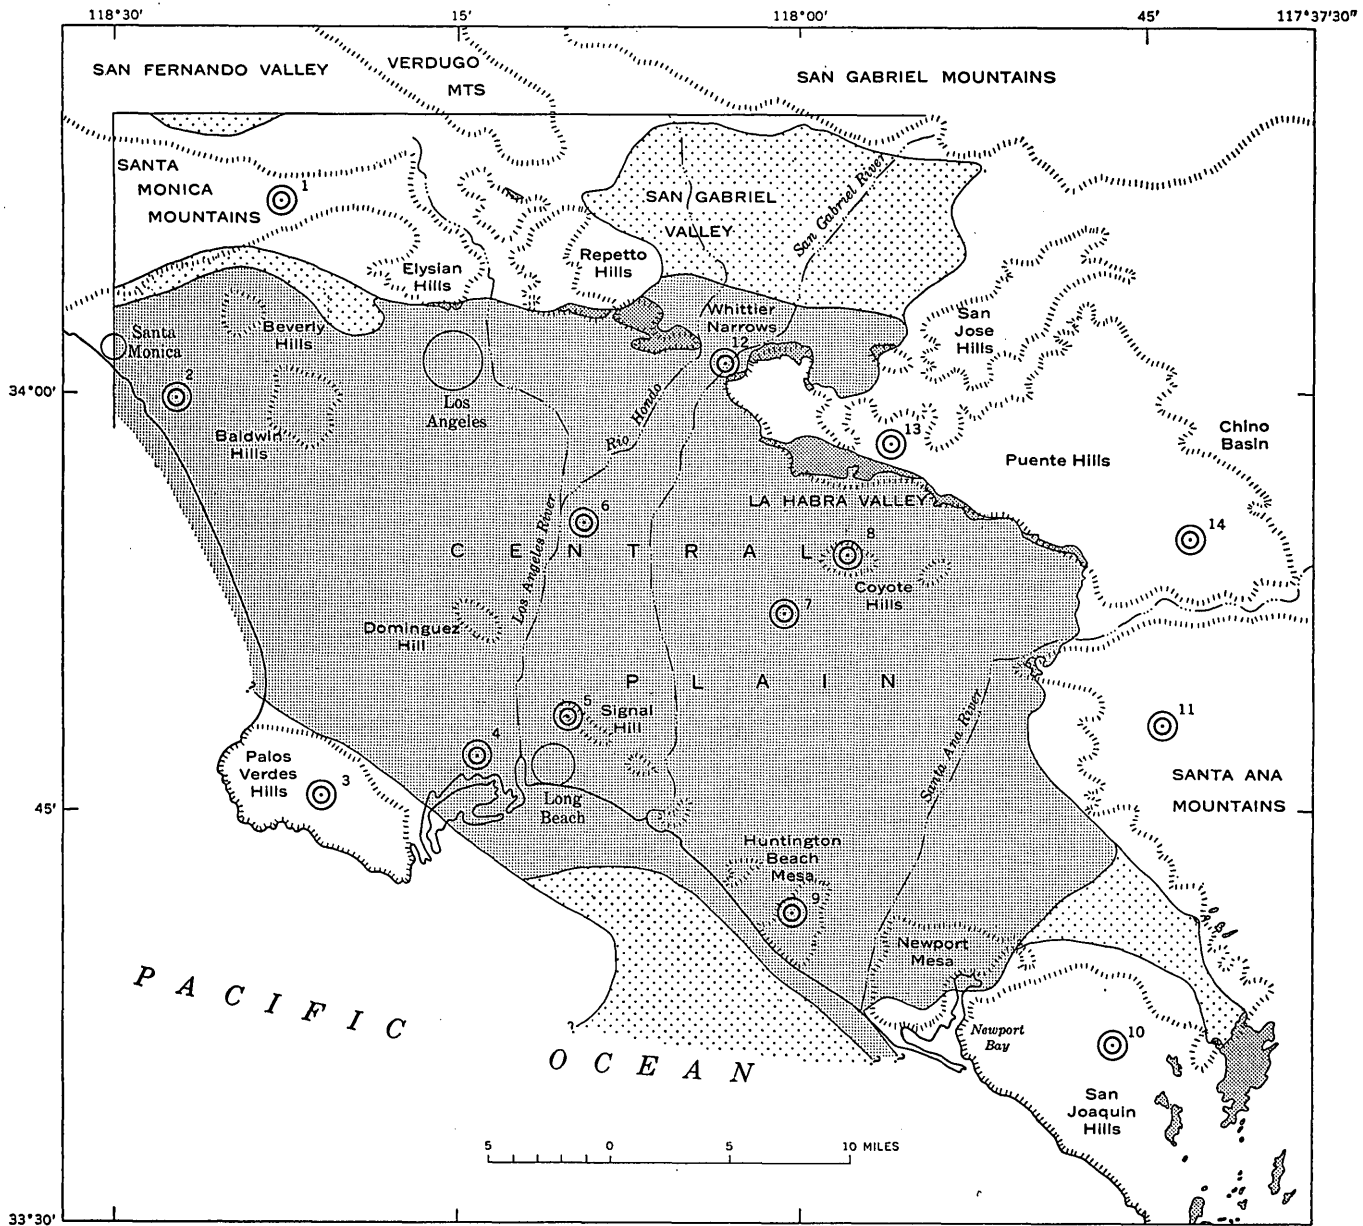 118°30'
15'
118°00'
45'
117°37'30"
SAN FERNANDO VALLEY
VERDUGO
MTS
SAN GABRIEL MOUNTAINS
SANTA
MONICA
MOUNTAINS
1
SAN GABRIEL
VALLEY
San Gabriel River
Elysian
Hills
Repetto
Hills
Whittier
Narrows
San
Jose
Hills
Santa
Monica
Beverly
Hills
12
2
34°00'
Los
Angeles
Rio Hondo
Baldwin
Hills
13
Chino
Basin
Puente Hills
LA HABRA VALLEY
6
Los Angeles River
8
14
CENTRAL
Coyote
Hills
7
Dominguez
Hill
PLAIN
?
5
Signal
Hill
11
Santa Ana River
4
Palos
Verdes
Hills
3
SANTA ANA
MOUNTAINS
45'
Long
Beach
Huntington
Beach
Mesa
9
Newport
Mesa
PACIFIC
?
OCEAN
?
?
Newport
Bay
10
San
Joaquin
Hills
5 0 5 10 MILES
33°30'